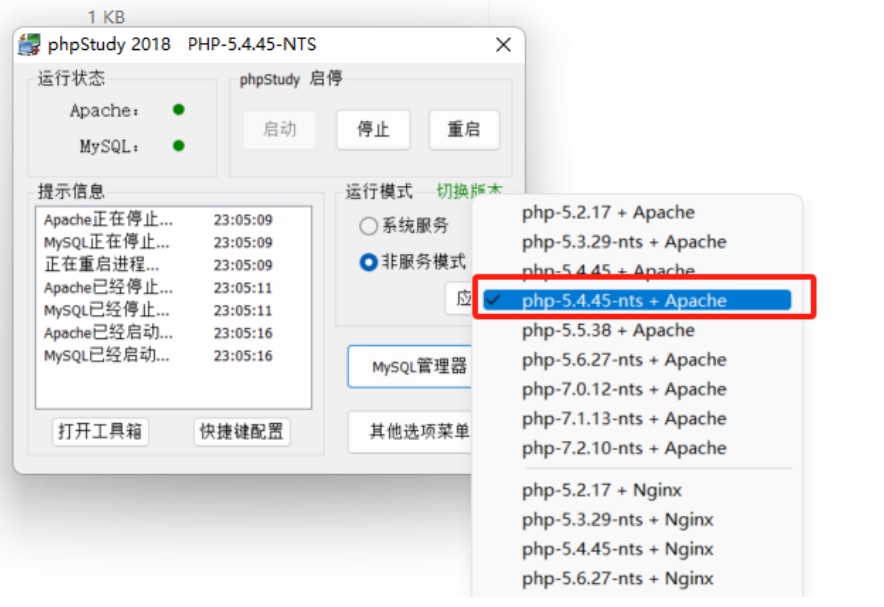 1 KB
phpStudy 2018 PHP-5.4.45-NTS
运行状态
Apache:
MySQL:
phpStudy 启停
启动
停止
重启
提示信息
Apache正在停止... 23:05:09
MySQL正在停止... 23:05:09
正在重启进程... 23:05:09
Apache已经停止... 23:05:11
MySQL已经停止... 23:05:11
Apache已经启动... 23:05:16
MySQL已经启动... 23:05:16
打开工具箱
快捷键配置
运行模式
切换版本
系统服务
非服务模式
应
MySQL管理器
其他选项菜单
php-5.2.17 + Apache
php-5.3.29-nts + Apache
php-5.4.45 + Apache
php-5.4.45-nts + Apache
php-5.5.38 + Apache
php-5.6.27-nts + Apache
php-7.0.12-nts + Apache
php-7.1.13-nts + Apache
php-7.2.10-nts + Apache
php-5.2.17 + Nginx
php-5.3.29-nts + Nginx
php-5.4.45-nts + Nginx
php-5.6.27-nts + Nginx